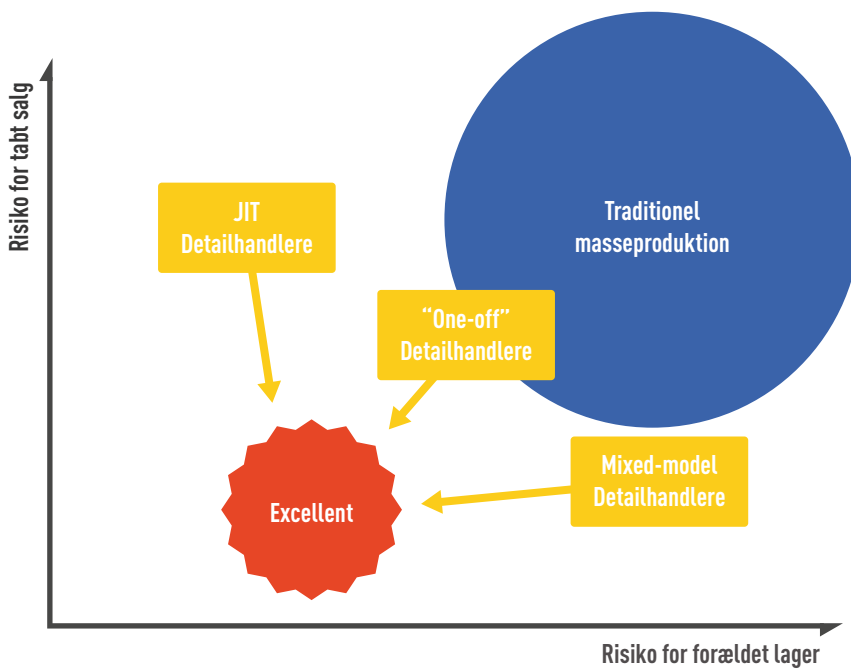 Risiko for tabt salg
JIT
Detailhandlere
Traditionel
masseproduktion
“One-off”
Detailhandlere
Mixed-model
Detailhandlere
Excellent
Risiko for forældet lager